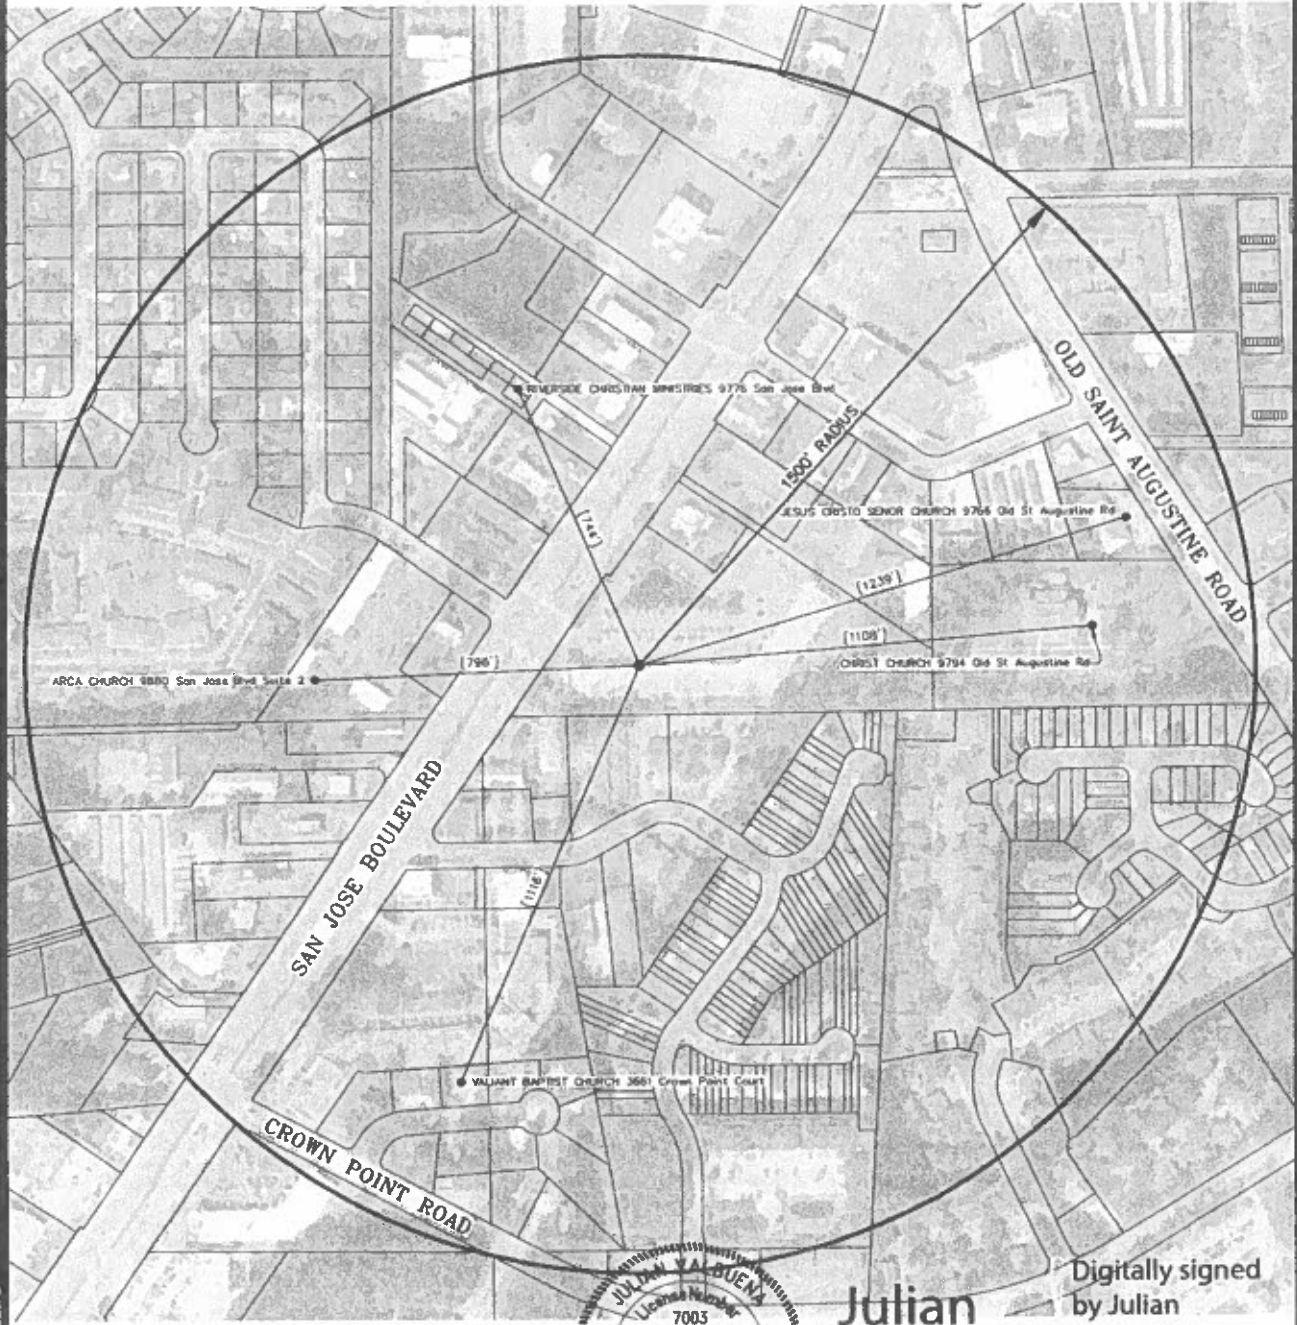 RIVERSIDE CHRISTIAN MINISTRIES 9776 San Jose Blvd
OLD SAINT AUGUSTINE ROAD
1500' RADIUS
JESUS CRISTO SENOR CHURCH 9766 Old St Augustine Rd
[744']
[1239']
[1108']
CHRIST CHURCH 9794 Old St Augustine Rd
[796']
ARCA CHURCH 9880 San Jose Blvd Suite 2
SAN JOSE BOULEVARD
[1116']
VALIANT BAPTIST CHURCH 3661 Crown Point Court
CROWN POINT ROAD
JULIAN VALBUENA
License Number
7003
Julian
Digitally signed
by Julian